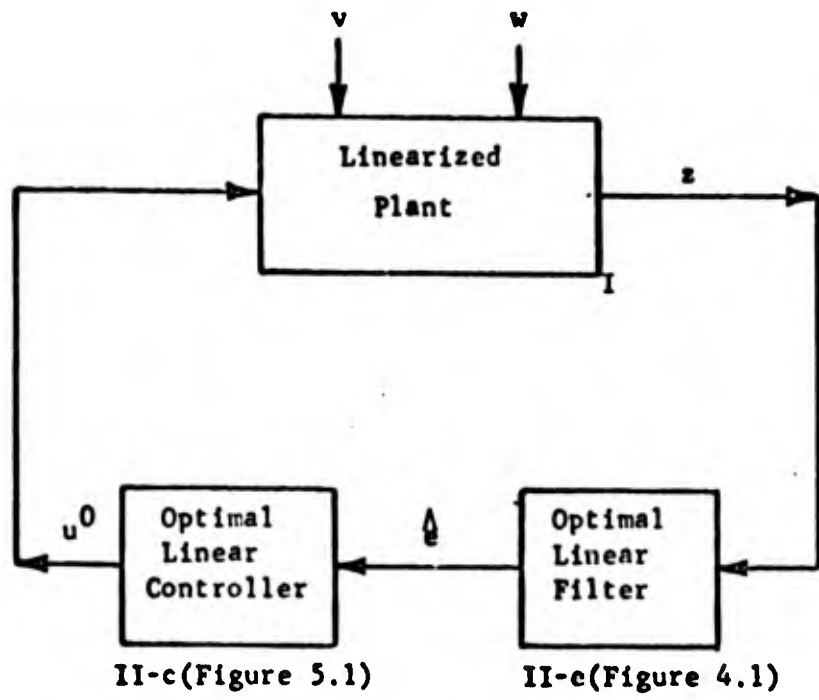 v w
Linearized
Plant
z
I
u⁰
Optimal
Linear
Controller
ê
Optimal
Linear
Filter
II-c(Figure 5.1)
II-c(Figure 4.1)